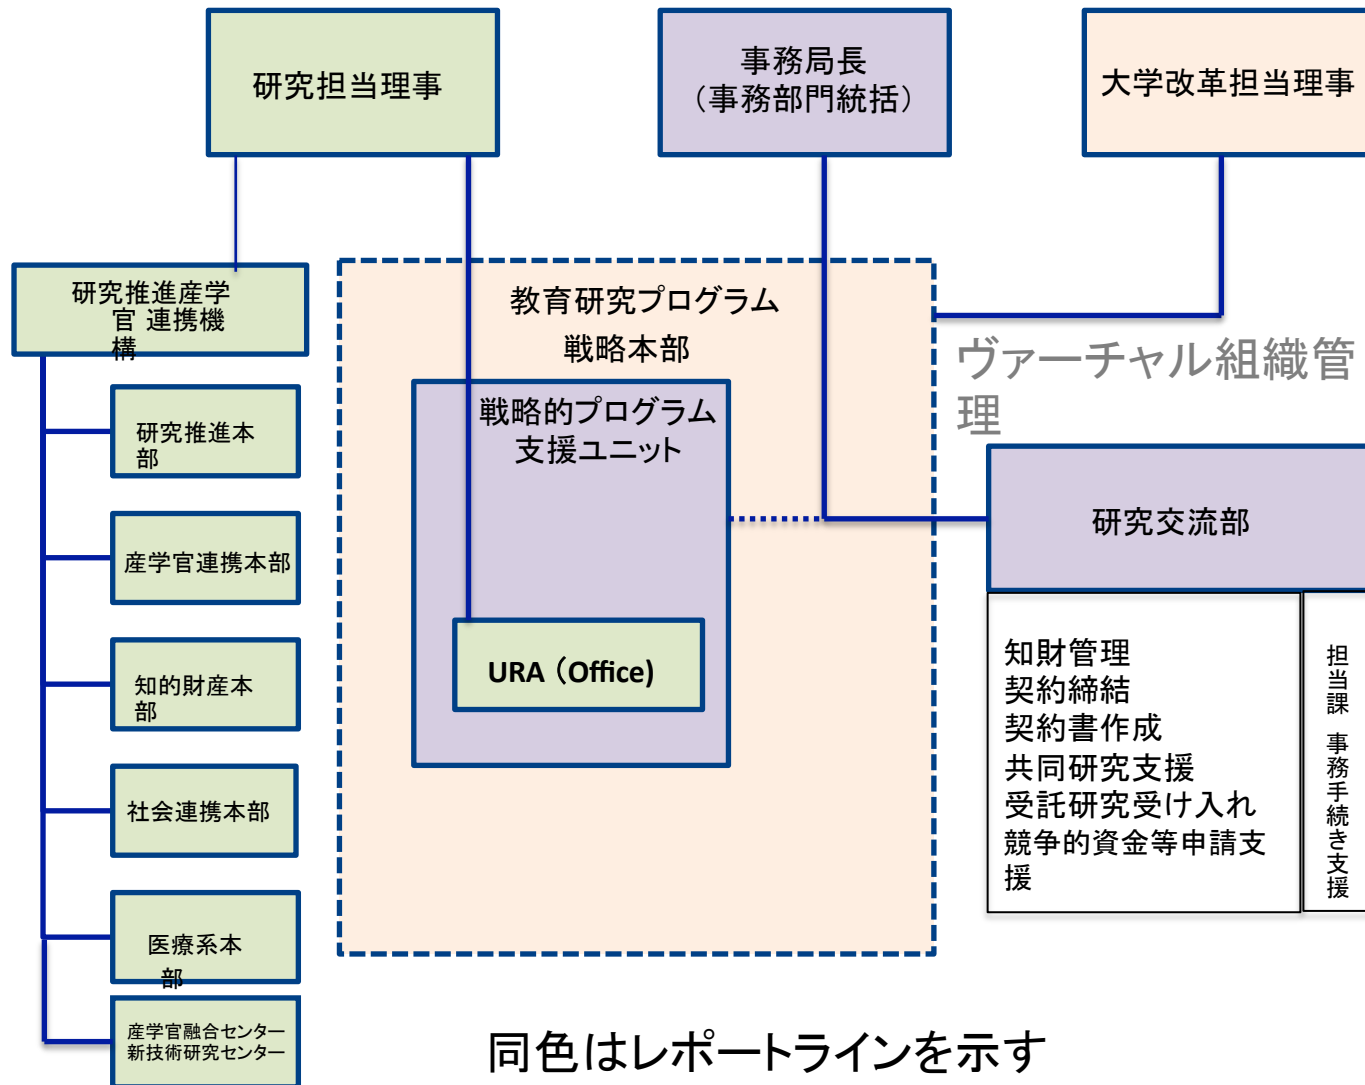 研究担当理事
事務局長
（事務部門統括）
大学改革担当理事
研究推進産学
官 連携機
構
研究推進本
部
産学官連携本部
知的財産本
部
社会連携本部
医療系本
部
産学官融合センター
新技術研究センター
教育研究プログラム
戦略本部
戦略的プログラム
支援ユニット
URA（Office)
ヴァーチャル組織管
理
研究交流部
知財管理
契約締結
契約書作成
共同研究支援
受託研究受け入れ
競争的資金等申請支
援
担当課 事務手続き支援
同色はレポートラインを示す